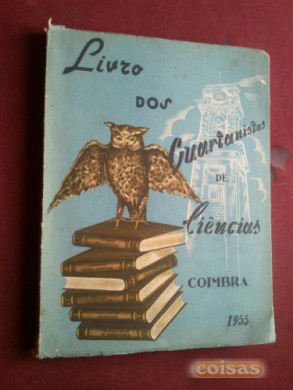 Livro
DOS
Quartanistas
DE
Ciências
COIMBRA
1955
coisas